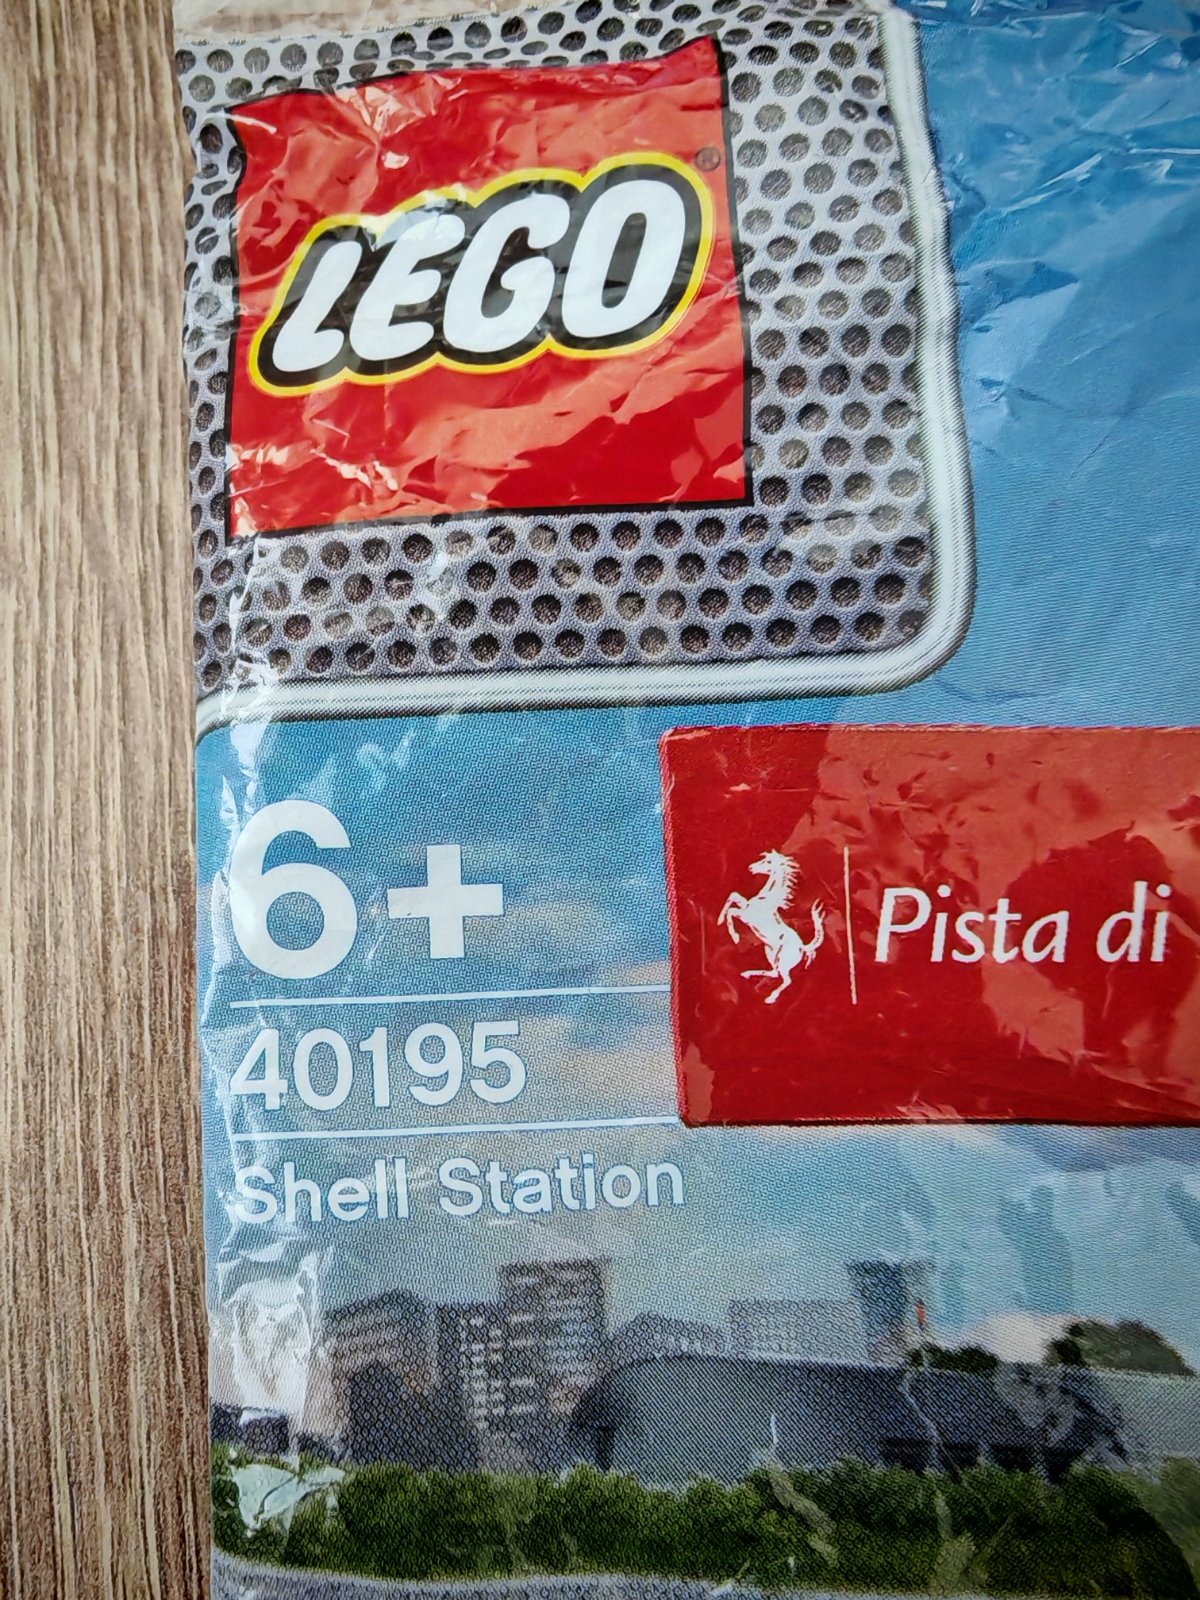 LEGO ®
6+
Pista di
40195
Shell Station